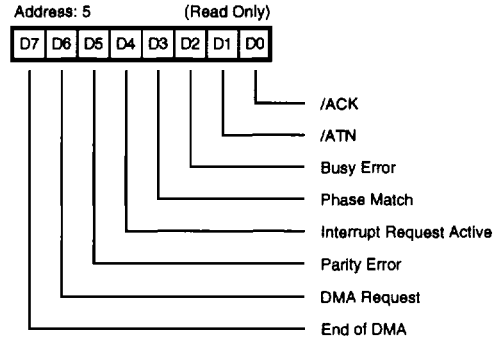 Address: 5 (Read Only)
D7 D6 D5 D4 D3 D2 D1 D0
/ACK
/ATN
Busy Error
Phase Match
Interrupt Request Active
Parity Error
DMA Request
End of DMA